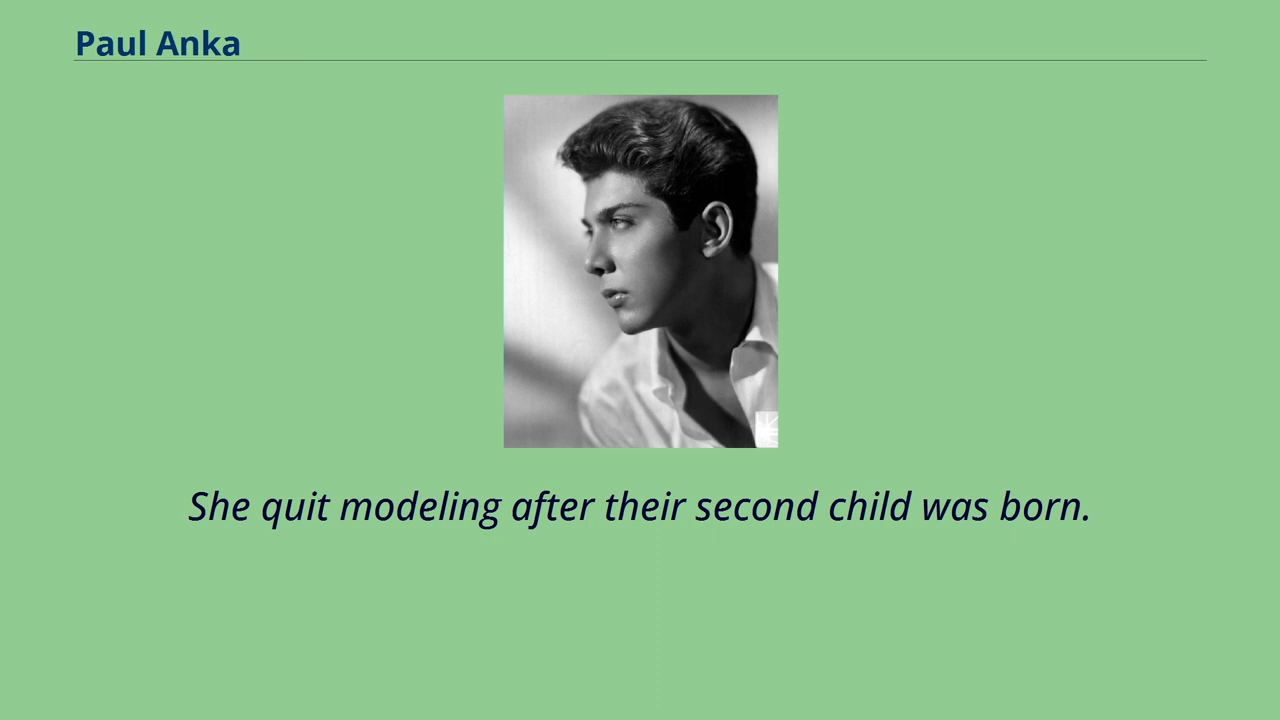 Paul Anka
She quit modeling after their second child was born.